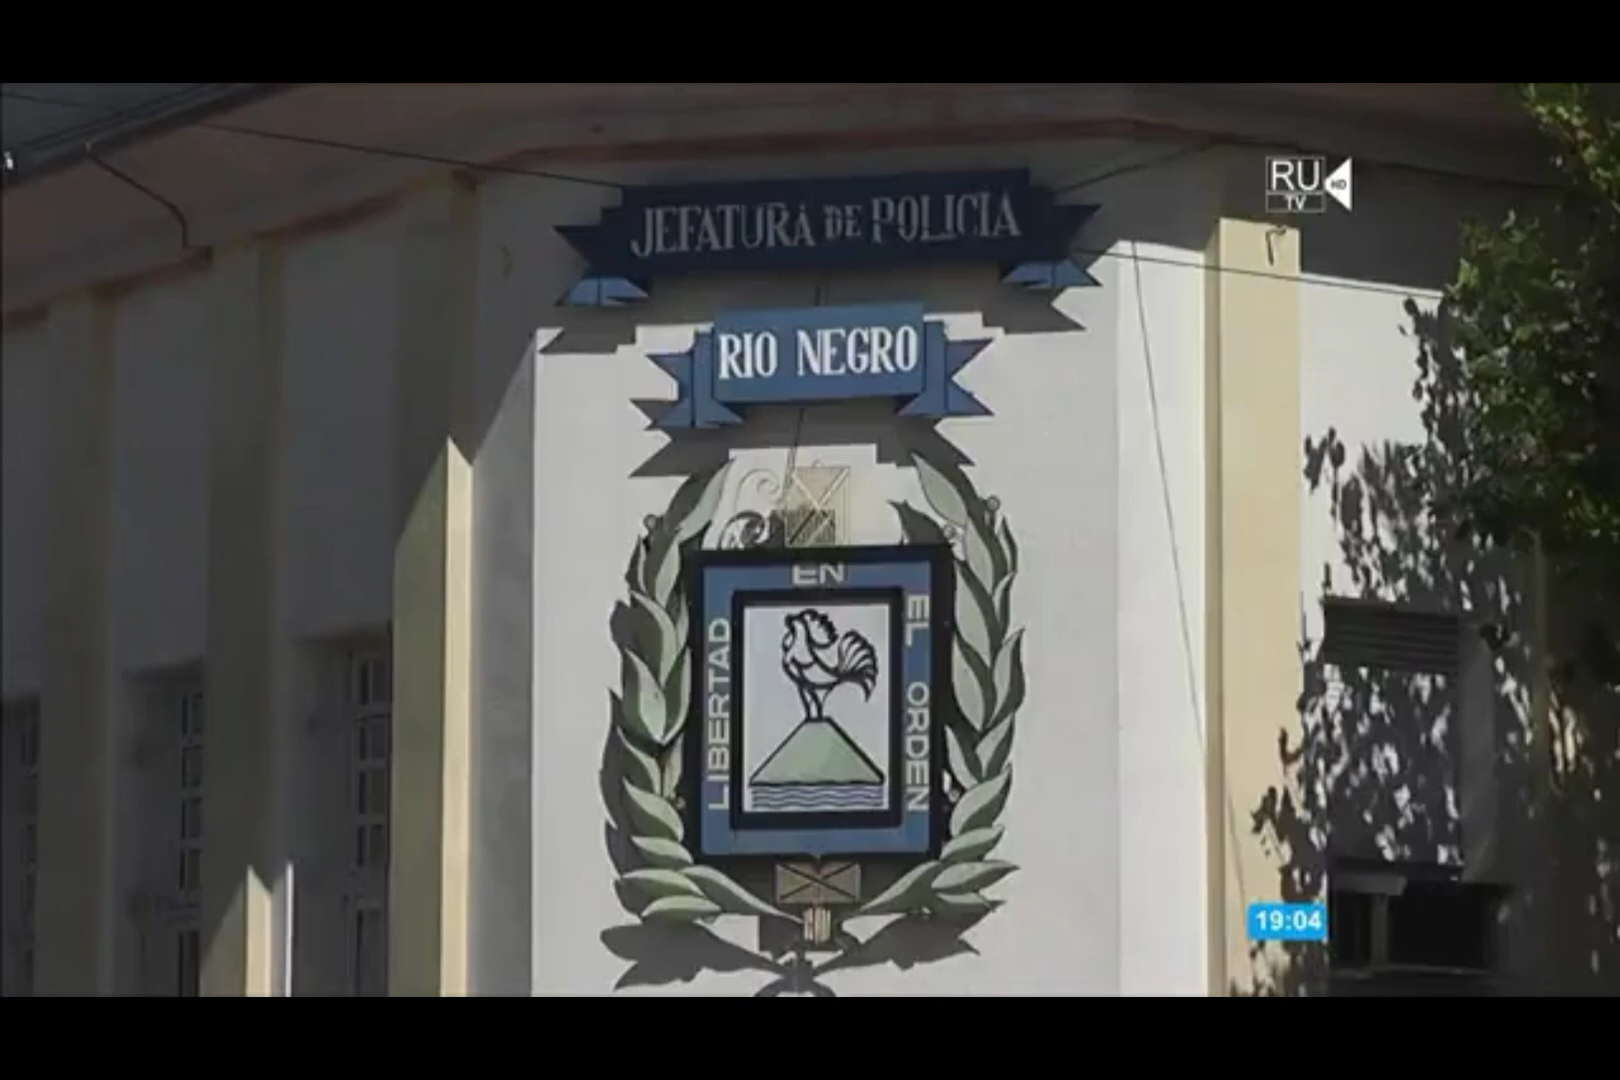 RU
TV
HD
JEFATURA DE POLICIA
RIO NEGRO
LIBERTAD
EN
EL ORDEN
19:04